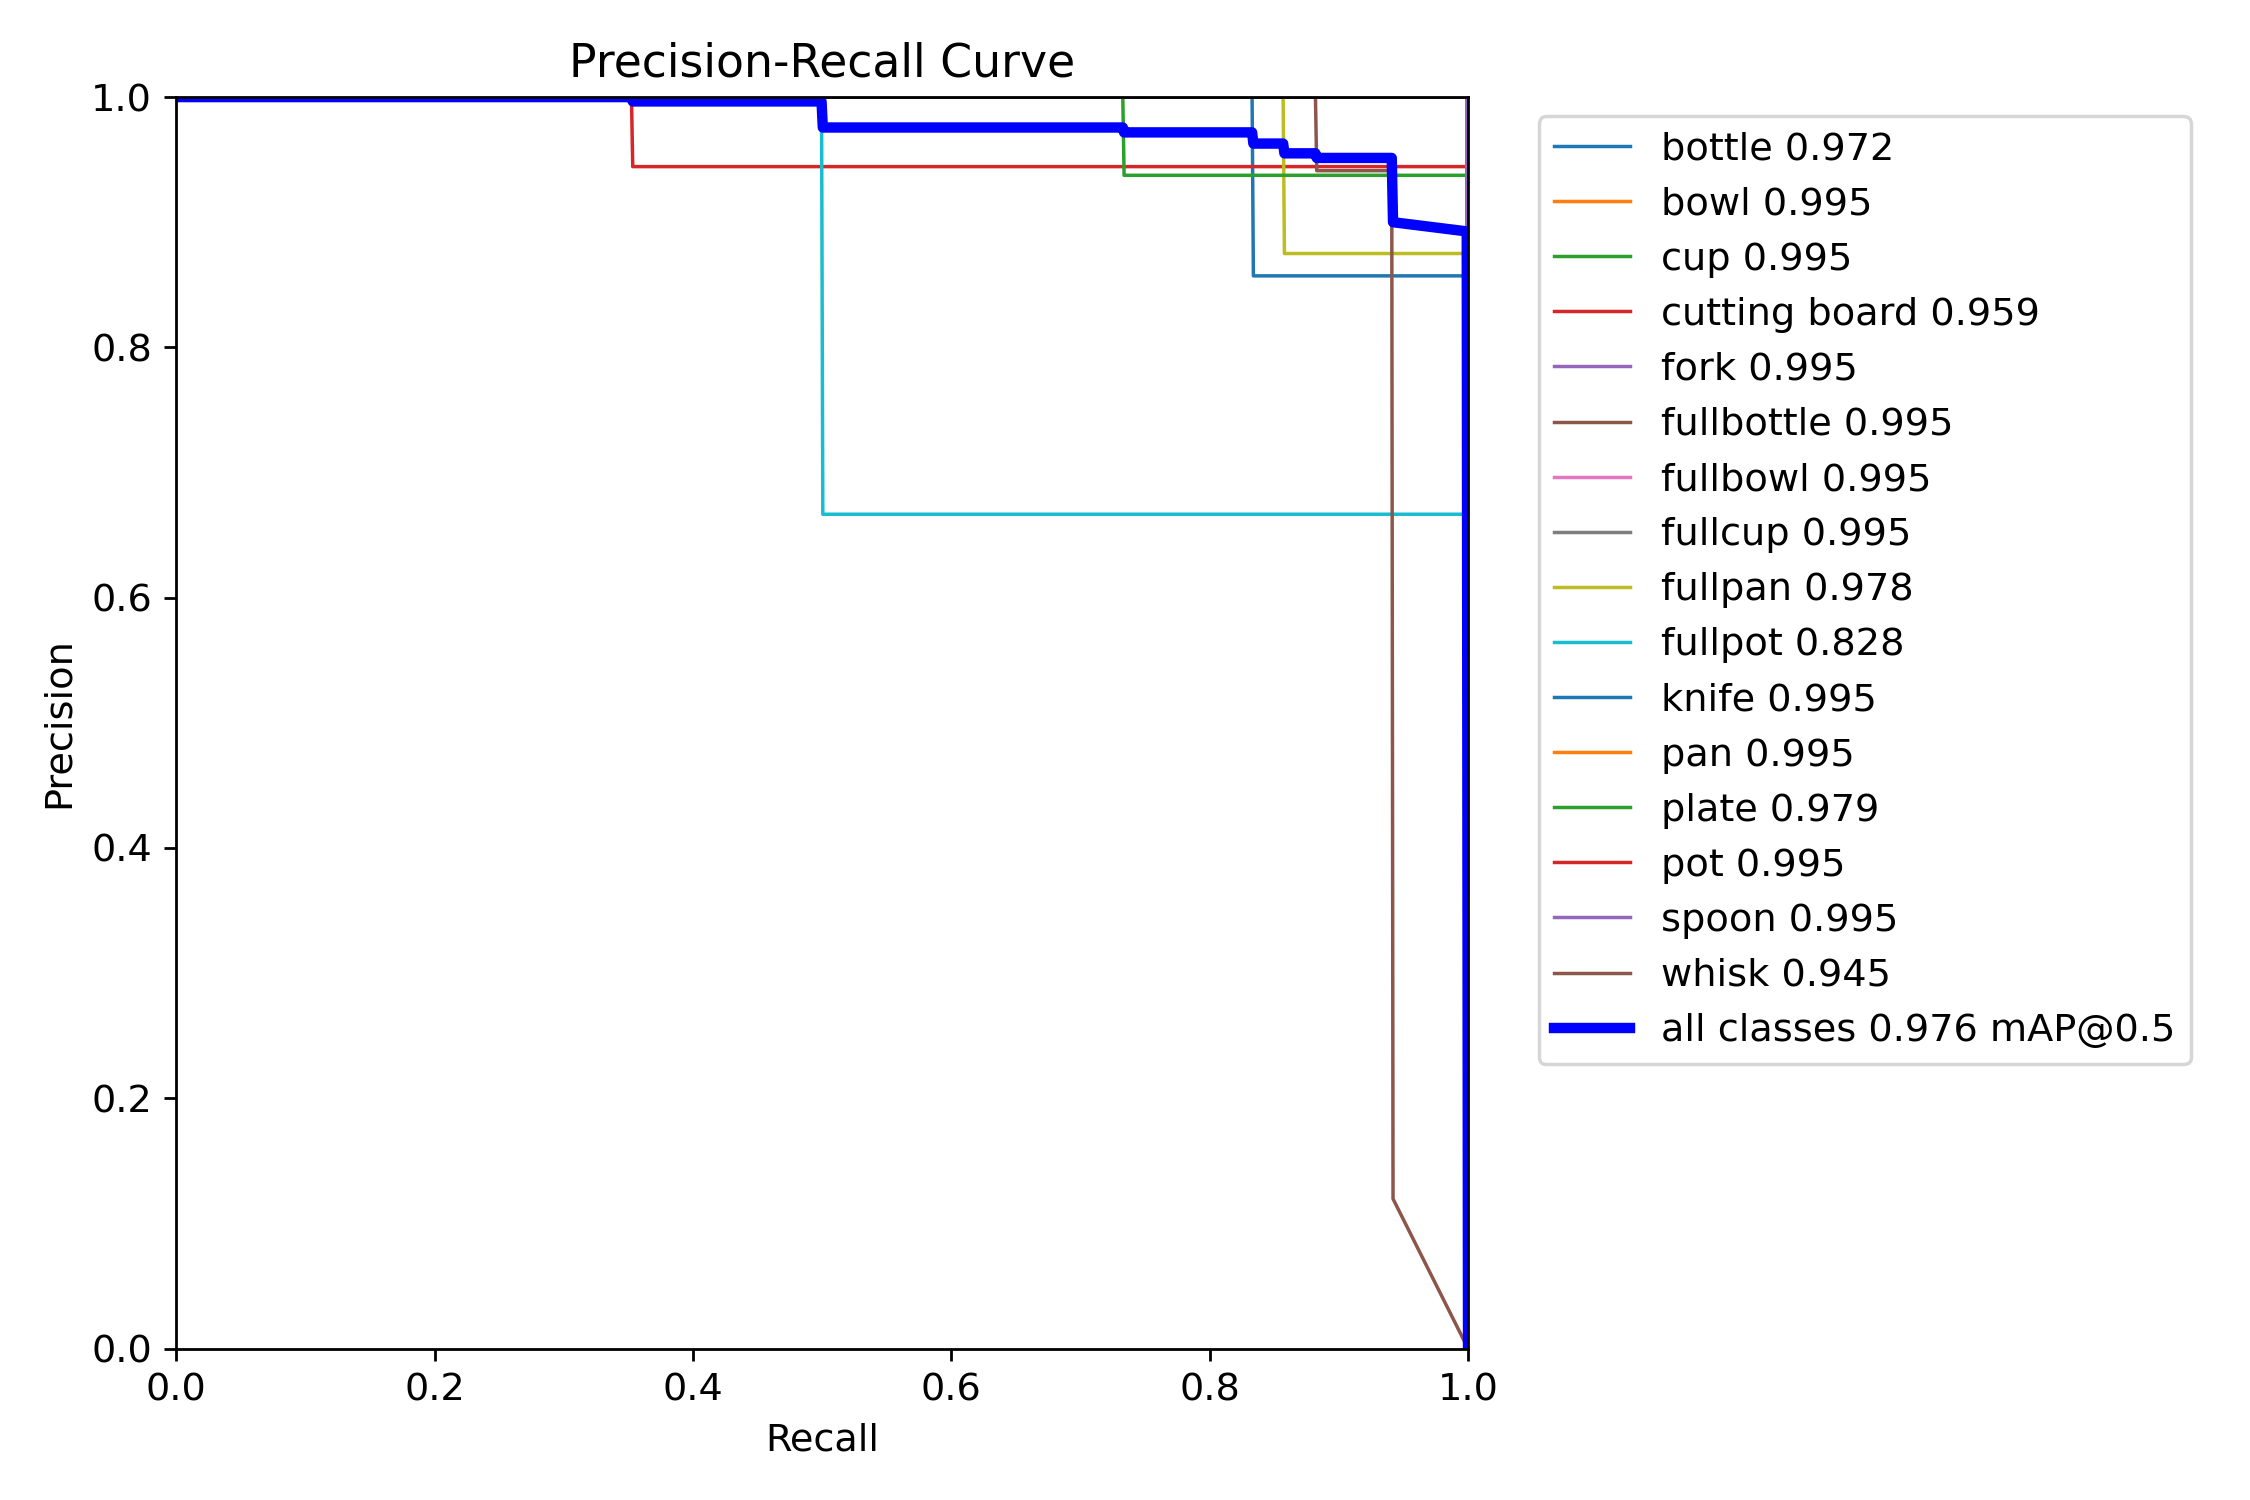 Precision-Recall Curve
1.0
0.8
0.6
0.4
0.2
0.0
Precision
0.0 0.2 0.4 0.6 0.8 1.0
Recall
bottle 0.972
bowl 0.995
cup 0.995
cutting board 0.959
fork 0.995
fullbottle 0.995
fullbowl 0.995
fullcup 0.995
fullpan 0.978
fullpot 0.828
knife 0.995
pan 0.995
plate 0.979
pot 0.995
spoon 0.995
whisk 0.945
all classes 0.976 mAP@0.5